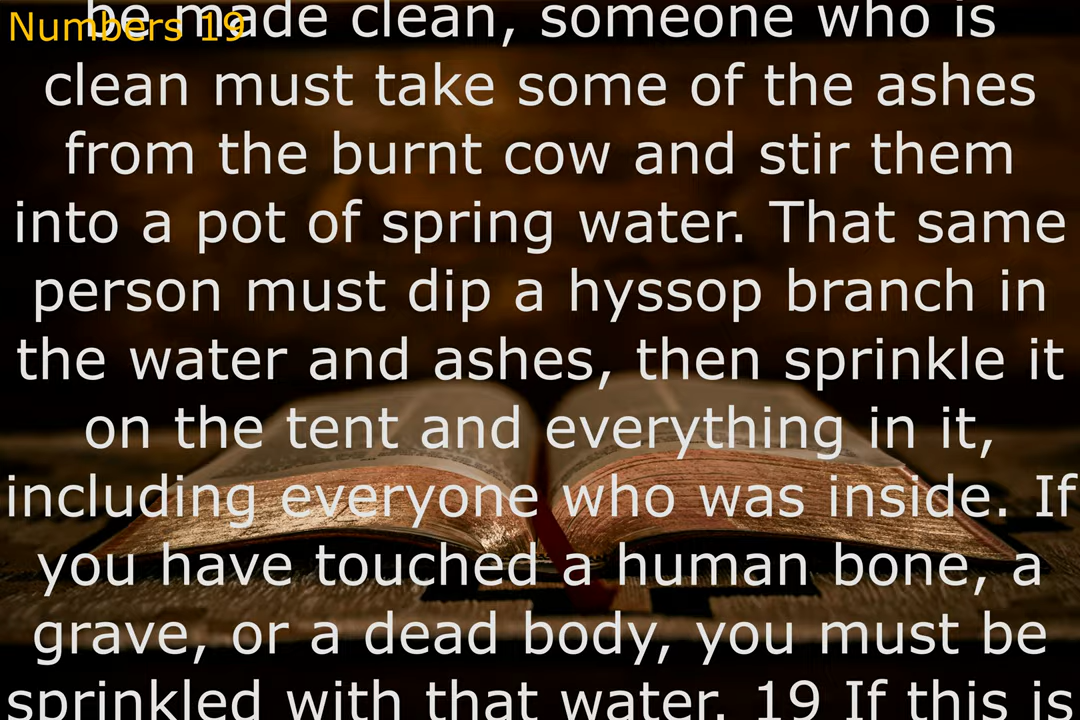 Numbers 19
be made clean, someone who is
clean must take some of the ashes
from the burnt cow and stir them
into a pot of spring water. That same
person must dip a hyssop branch in
the water and ashes, then sprinkle it
on the tent and everything in it,
including everyone who was inside. If
you have touched a human bone, a
grave, or a dead body, you must be
sprinkled with that water. 19 If this is